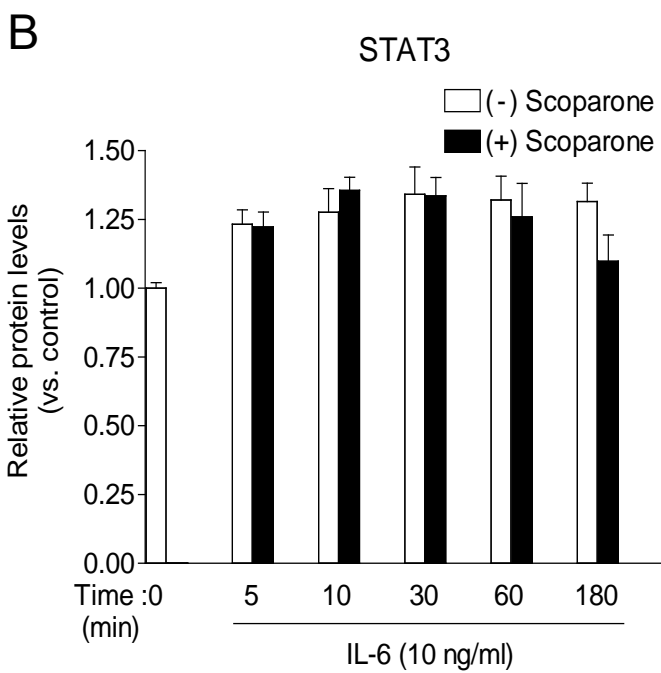 B
STAT3
(-) Scoparone
(+) Scoparone
Relative protein levels
(vs. control)
1.50
1.25
1.00
0.75
0.50
0.25
0.00
Time :0 5 10 30 60 180
(min)
IL-6 (10 ng/ml)